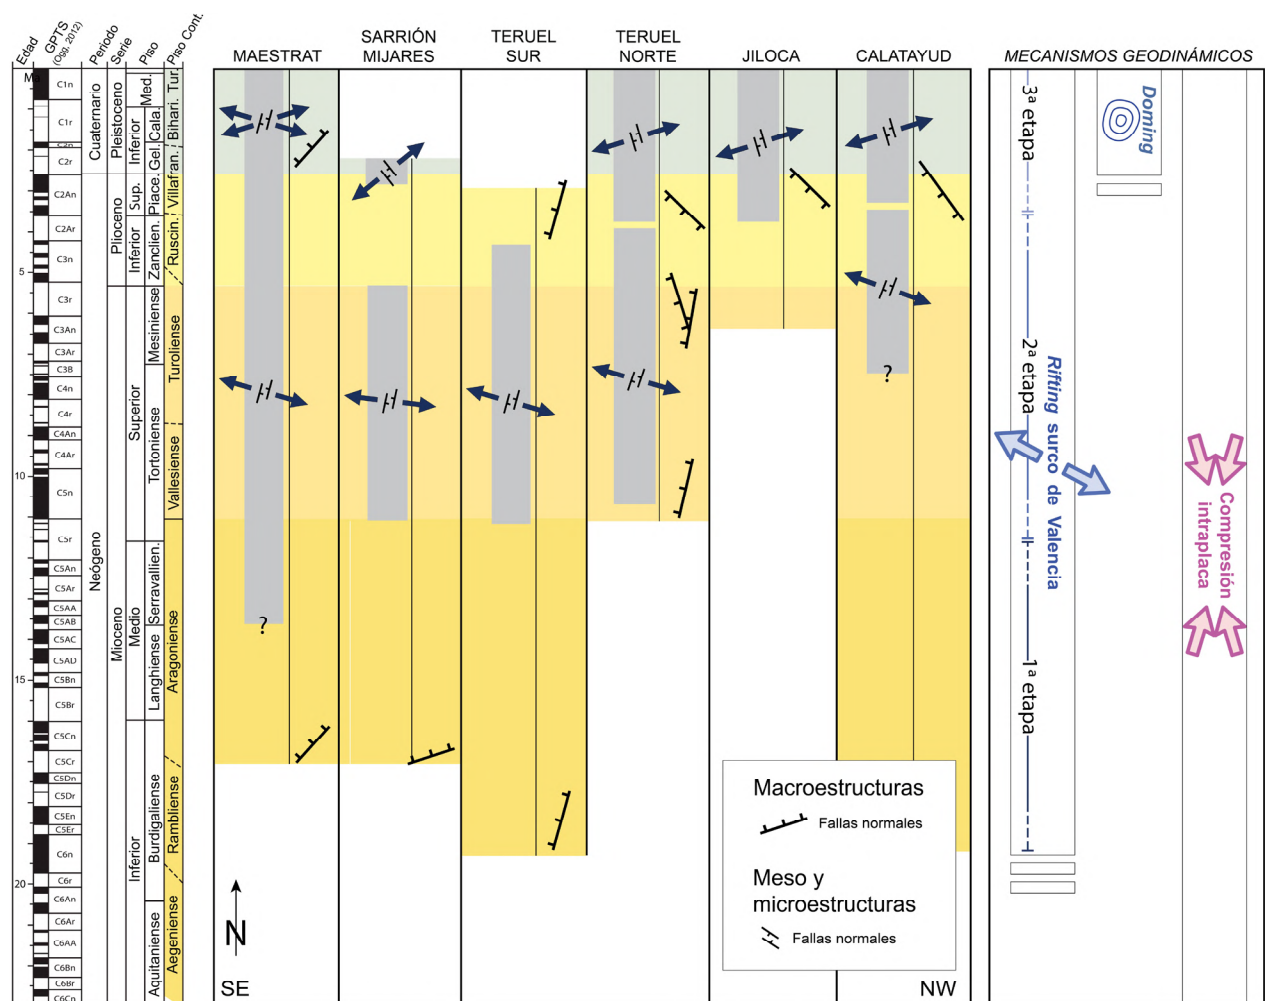 Edad
GPTS
(Ogg, 2012)
Periodo
Serie
Piso
Piso Cont.
MAESTRAT
SARRIÓN
MIJARES
TERUEL
SUR
TERUEL
NORTE
JILOCA
CALATAYUD
MECANISMOS GEODINÁMICOS
Ma
5
10
15
20
C1n
C1r
C2r
C2An
C2Ar
C3n
C3r
C3An
C3Ar
C3B
C4n
C4r
C4An
C4Ar
C5n
C5r
C5An
C5Ar
C5AA
C5AB
C5AC
C5AD
C5Bn
C5Br
C5Cn
C5Cr
C5Dn
C5Dr
C5En
C5Er
C6n
C6r
C6An
C6Ar
C6AA
C6Bn
C6Br
C6Cn
Cuaternario
Neógeno
Pleistoceno
Plioceno
Mioceno
Inferior
Sup.
Inferior
Superior
Medio
Inferior
Med.
Cala.
Gel.
Piace.
Zanclien.
Mesiniense
Tortoniense
Serravallien.
Langhiense
Burdigaliense
Aquitaniense
Tur.
Bihari.
Villafran.
Ruscin.
Turoliense
Vallesiense
Aragoniense
Rambliense
Aegeniense
?
?
3ª etapa
2ª etapa
1ª etapa
Doming
Rifting surco de Valencia
Compresión
intraplaca
Macroestructuras
Fallas normales
Meso y
microestructuras
Fallas normales
N
SE
NW